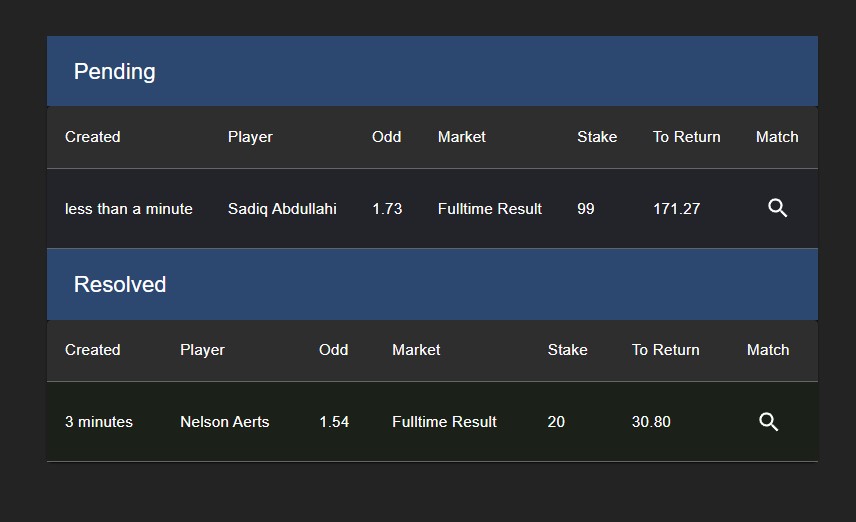 Pending
Created Player Odd Market Stake To Return Match
less than a minute Sadiq Abdullahi 1.73 Fulltime Result 99 171.27
Resolved
Created Player Odd Market Stake To Return Match
3 minutes Nelson Aerts 1.54 Fulltime Result 20 30.80